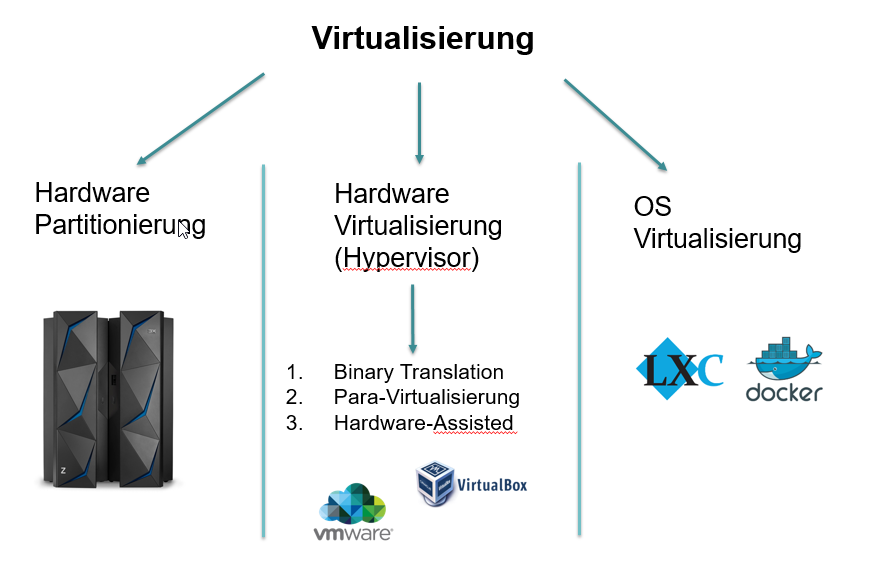 Virtualisierung
Hardware
Partitionierung
Z
Hardware
Virtualisierung
(Hypervisor)
1. Binary Translation
2. Para-Virtualisierung
3. Hardware-Assisted
vmware®
VirtualBox
OS
Virtualisierung
LXC
docker